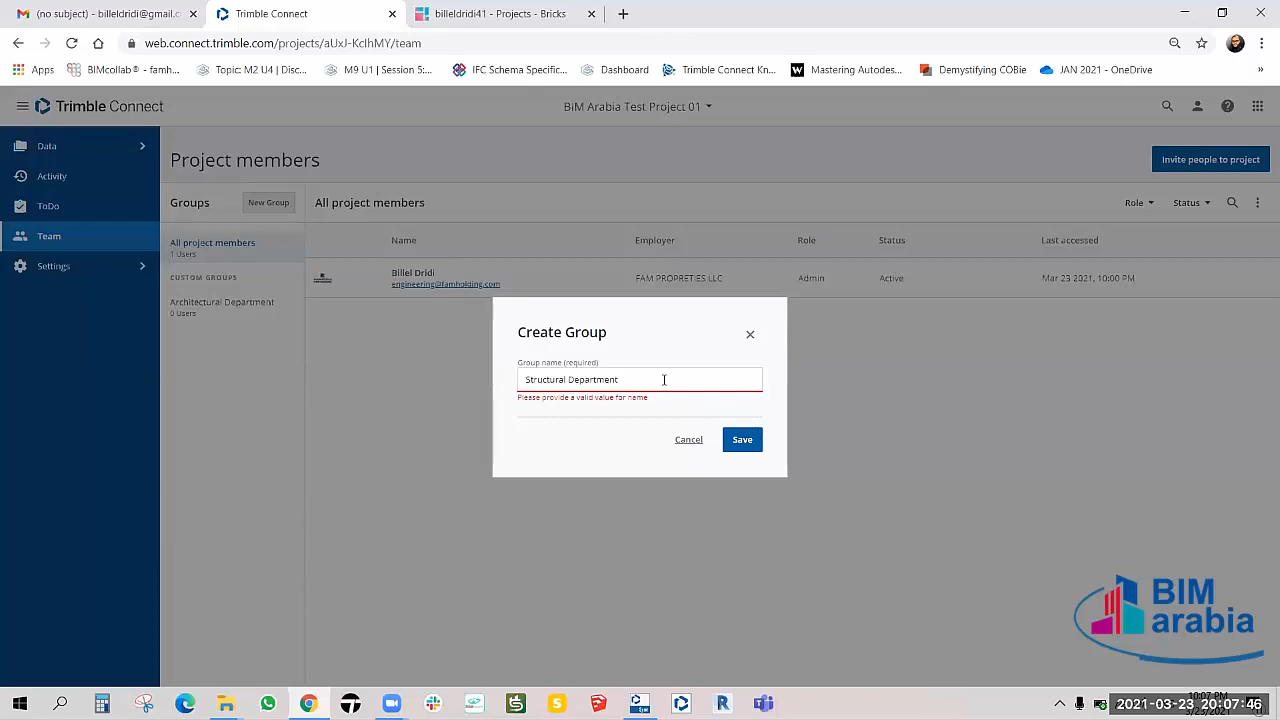 (no subject) - billeldridi@gmail.c
Trimble Connect
billeldridi41 - Projects - Bricks
web.connect.trimble.com/projects/aUxJ-KclhMY/team
Apps
BIMcollab® - famh...
Topic: M2 U4 | Disc...
M9 U1 | Session 5:...
IFC Schema Specific...
Dashboard
Trimble Connect Kn...
Mastering Autodes...
Demystifying COBie
JAN 2021 - OneDrive
»
Trimble Connect
BIM Arabia Test Project 01
Data
Activity
ToDo
Team
Settings
Project members
Invite people to project
Groups
New Group
All project members
1 Users
CUSTOM GROUPS
Architectural Department
0 Users
All project members
Role
Status
Name
Employer
Role
Status
Last accessed
Billel Dridi
engineering@famholding.com
FAM PROPRETIES LLC
Admin
Active
Mar 23 2021, 10:00 PM
Create Group
Group name (required)
Structural Department
Please provide a valid value for name
Cancel
Save
BIM
arabia
10:07 PM
2021-03-23 20:07:46